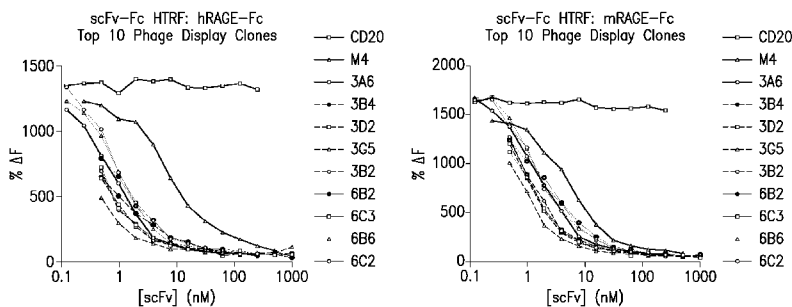 scFv-Fc HTRF: hRAGE-Fc
Top 10 Phage Display Clones
1500
1000
500
0
% ΔF
0.1
1
10
100
1000
[scFv] (nM)
CD20
M4
3A6
3B4
3D2
3G5
3B2
6B2
6C3
6B6
6C2
scFv-Fc HTRF: mRAGE-Fc
Top 10 Phage Display Clones
2000
1500
1000
500
0
% ΔF
0.1
1
10
100
1000
[scFv] (nM)
CD20
M4
3A6
3B4
3D2
3G5
3B2
6B2
6C3
6B6
6C2